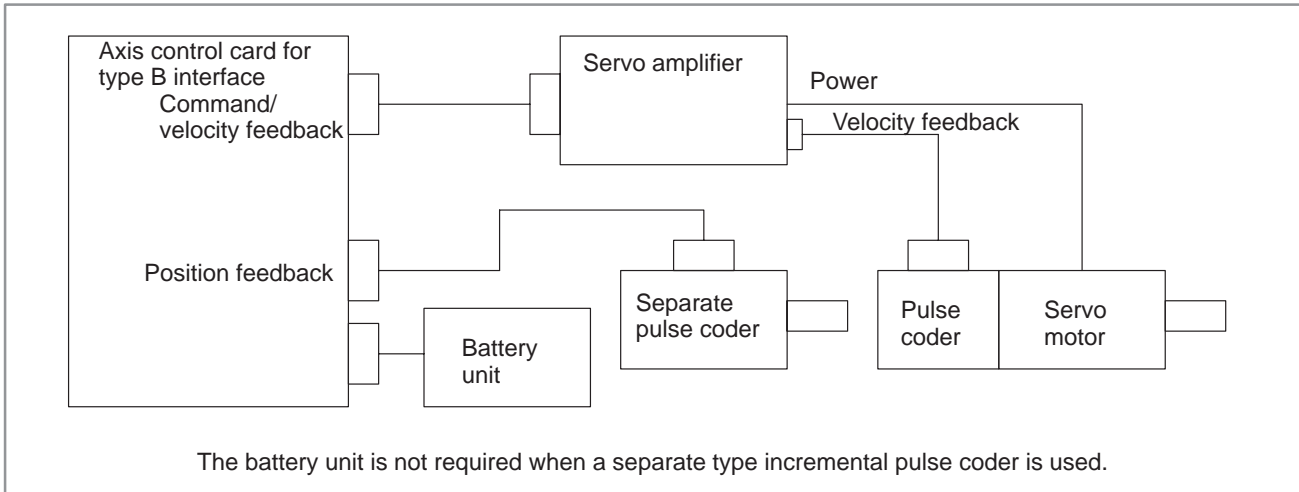 Axis control card for
type B interface
Command/
velocity feedback
Servo amplifier
Power
Velocity feedback
Position feedback
Separate
pulse coder
Pulse
coder
Servo
motor
Battery
unit
The battery unit is not required when a separate type incremental pulse coder is used.